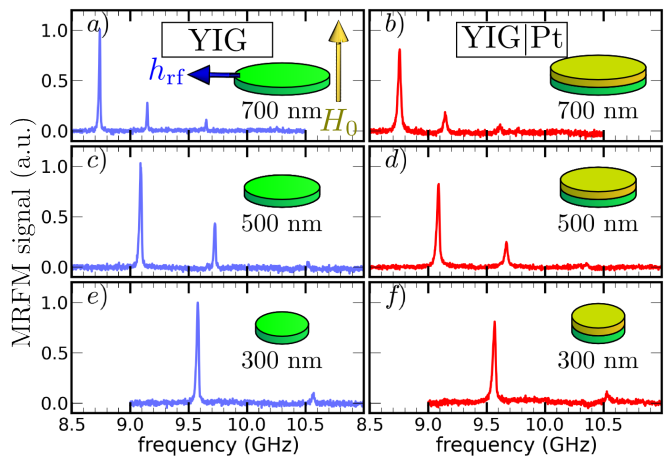 a) YIG
b) YIG|Pt
h_rf
700 nm
H_0
700 nm
1.0
0.5
0.0
c)
500 nm
d)
500 nm
1.0
0.5
0.0
e)
300 nm
f)
300 nm
1.0
0.5
0.0
MRFM signal (a.u.)
8.5 9.0 9.5 10.0 10.5
8.5 9.0 9.5 10.0 10.5
frequency (GHz)
frequency (GHz)